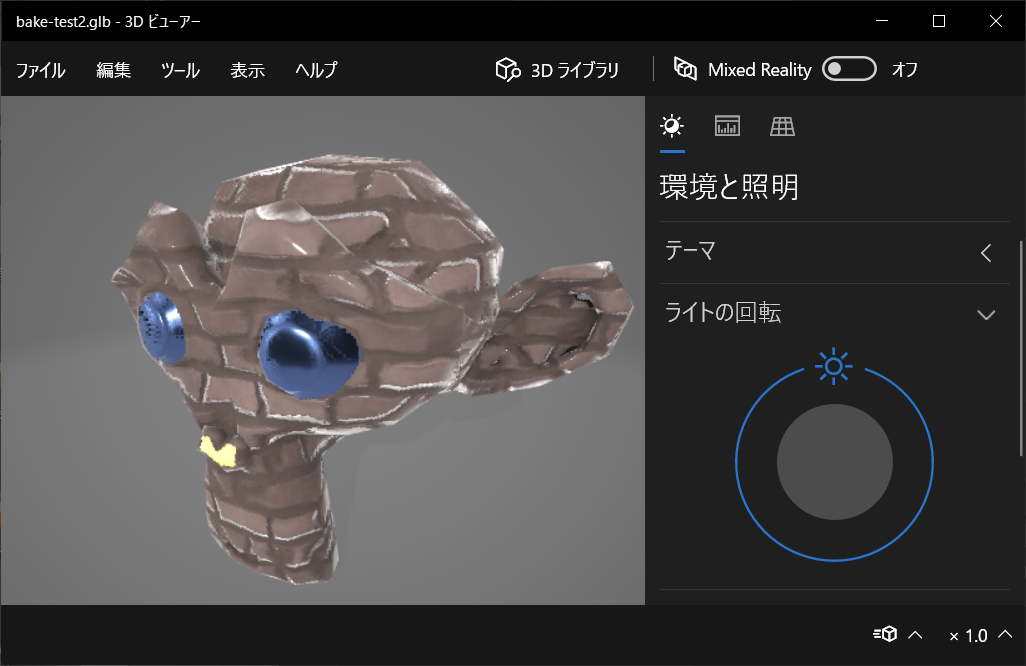 bake-test2.glb - 3D ビューアー
ファイル 編集 ツール 表示 ヘルプ 3D ライブラリ Mixed Reality オフ
環境と照明
テーマ
ライトの回転
× 1.0